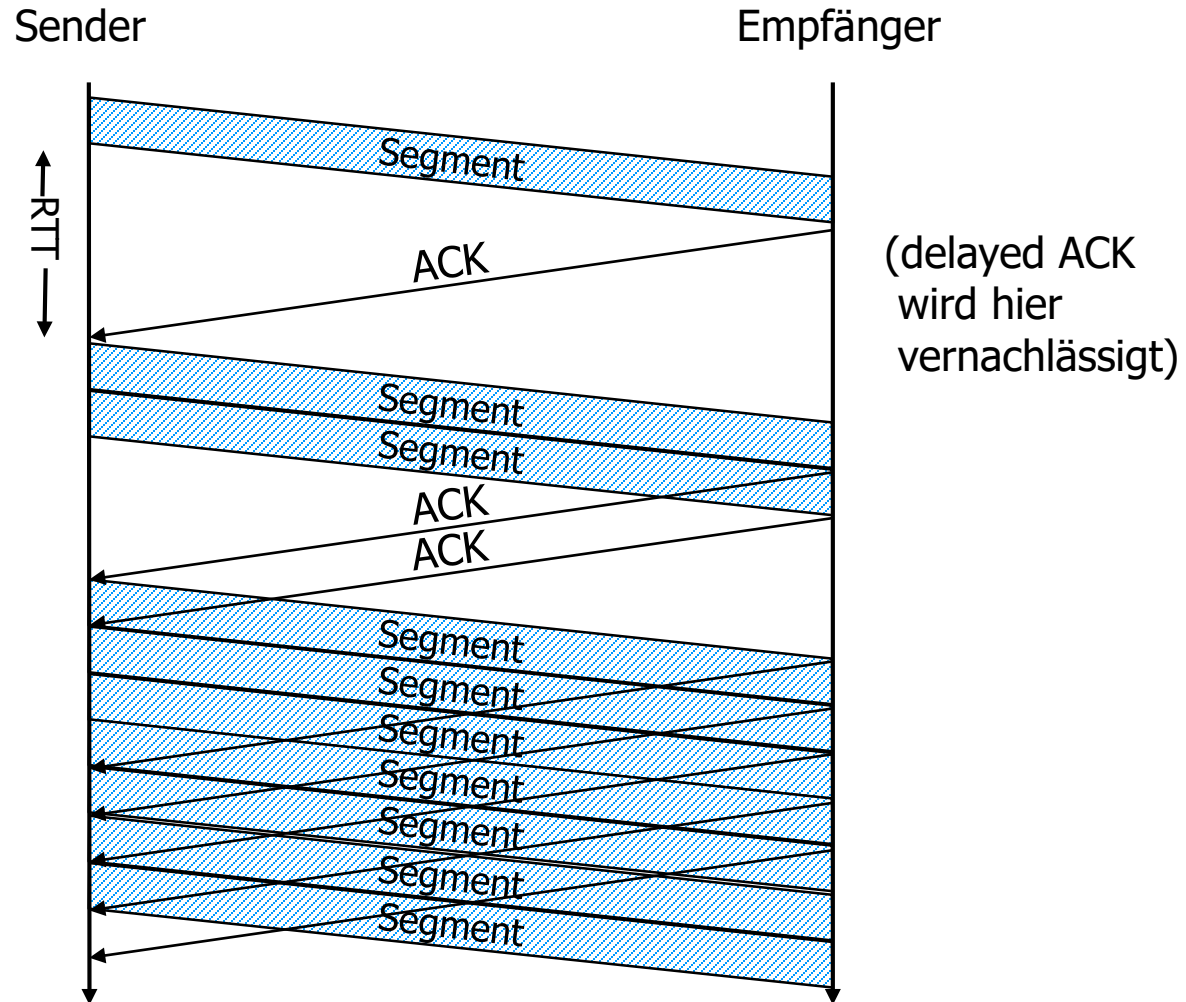 Sender
Empfänger
Segment
RTT
ACK
(delayed ACK
wird hier
vernachlässigt)
Segment
Segment
ACK
ACK
Segment
Segment
Segment
Segment
Segment
Segment
Segment